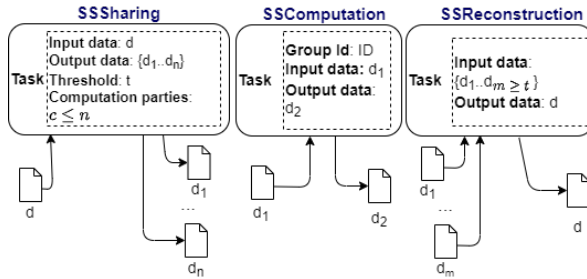 SSSharing
Task
Input data: d
Output data: {d₁..dₙ}
Threshold: t
Computation parties:
c ≤ n
d
d₁
...
dₙ
SSComputation
Task
Group Id: ID
Input data: d₁
Output data:
d₂
d₁
d₂
SSReconstruction
Task
Input data:
{d₁..dₘ ≥ t}
Output data: d
d₁
...
dₘ
d